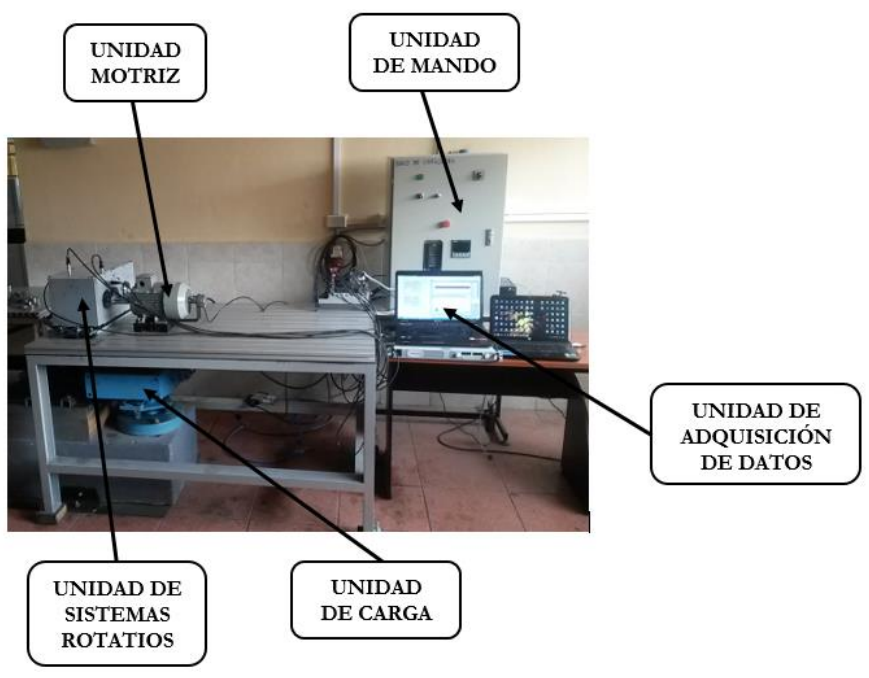 UNIDAD
MOTRIZ
UNIDAD
DE MANDO
UNIDAD DE
ADQUISICIÓN
DE DATOS
UNIDAD DE
SISTEMAS
ROTATIOS
UNIDAD
DE CARGA